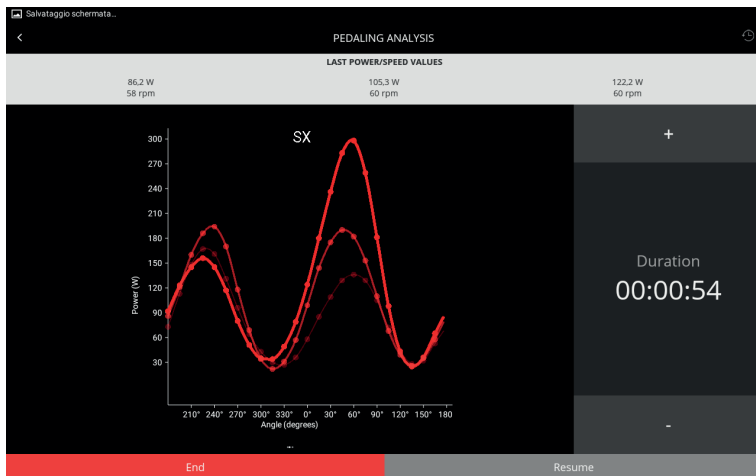 Salvataggio schermata...
PEDALING ANALYSIS
LAST POWER/SPEED VALUES
86,2 W 105,3 W 122,2 W
58 rpm 60 rpm 60 rpm
SX
+
300
270
240
210
180
150
120
90
60
30
Power (W)
Duration
00:00:54
210° 240° 270° 300° 330° 0° 30° 60° 90° 120° 150° 180
Angle (degrees)
-
End Resume